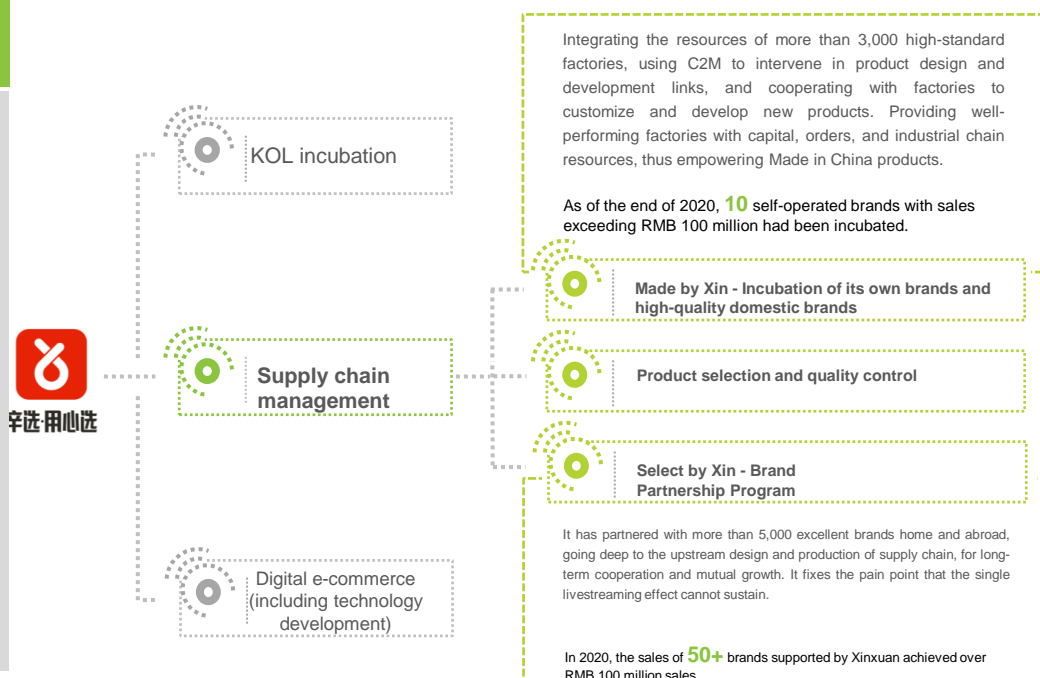 Integrating the resources of more than 3,000 high-standard
factories, using C2M to intervene in product design and
development links, and cooperating with factories to
customize and develop new products. Providing well-
performing factories with capital, orders, and industrial chain
resources, thus empowering Made in China products.
As of the end of 2020, 10 self-operated brands with sales
exceeding RMB 100 million had been incubated.
KOL incubation
Made by Xin - Incubation of its own brands and
high-quality domestic brands
Supply chain
management
Product selection and quality control
辛选·用心选
Select by Xin - Brand
Partnership Program
It has partnered with more than 5,000 excellent brands home and abroad,
going deep to the upstream design and production of supply chain, for long-
term cooperation and mutual growth. It fixes the pain point that the single
livestreaming effect cannot sustain.
Digital e-commerce
(including technology
development)
In 2020, the sales of 50+ brands supported by Xinxuan achieved over
RMB 100 million sales